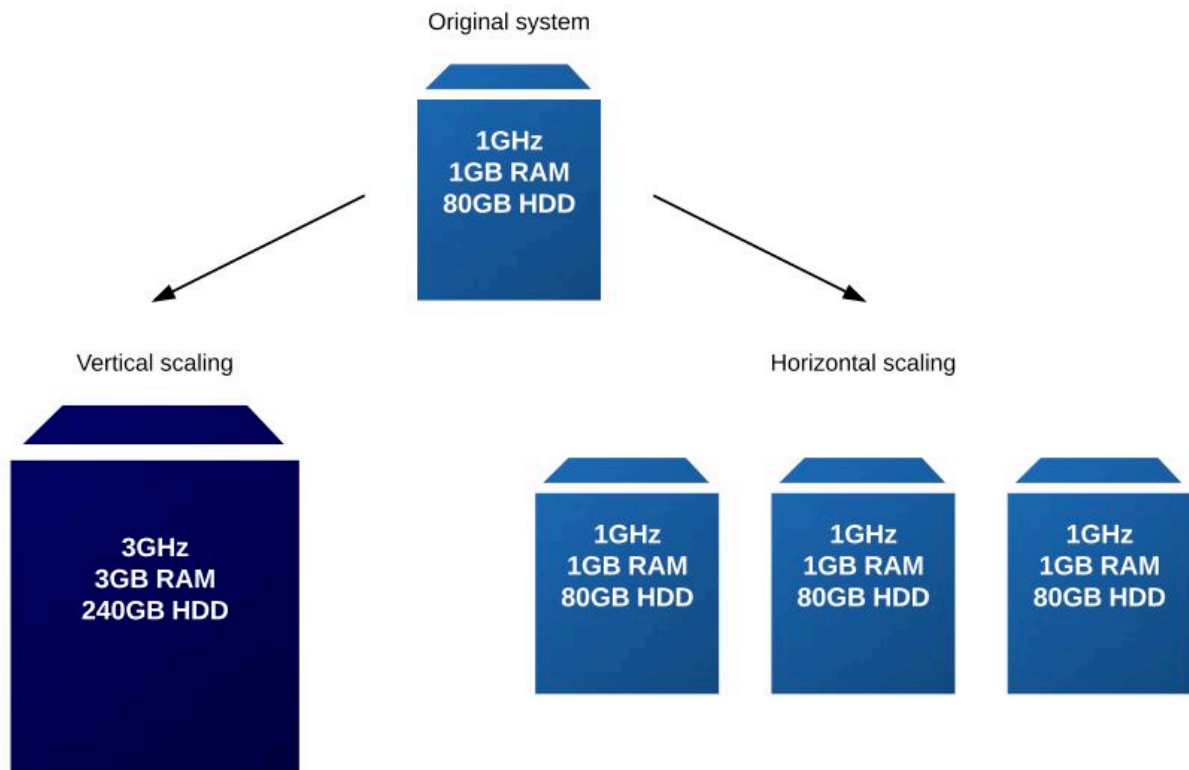 Original system
1GHz
1GB RAM
80GB HDD
Vertical scaling
3GHz
3GB RAM
240GB HDD
Horizontal scaling
1GHz
1GB RAM
80GB HDD
1GHz
1GB RAM
80GB HDD
1GHz
1GB RAM
80GB HDD